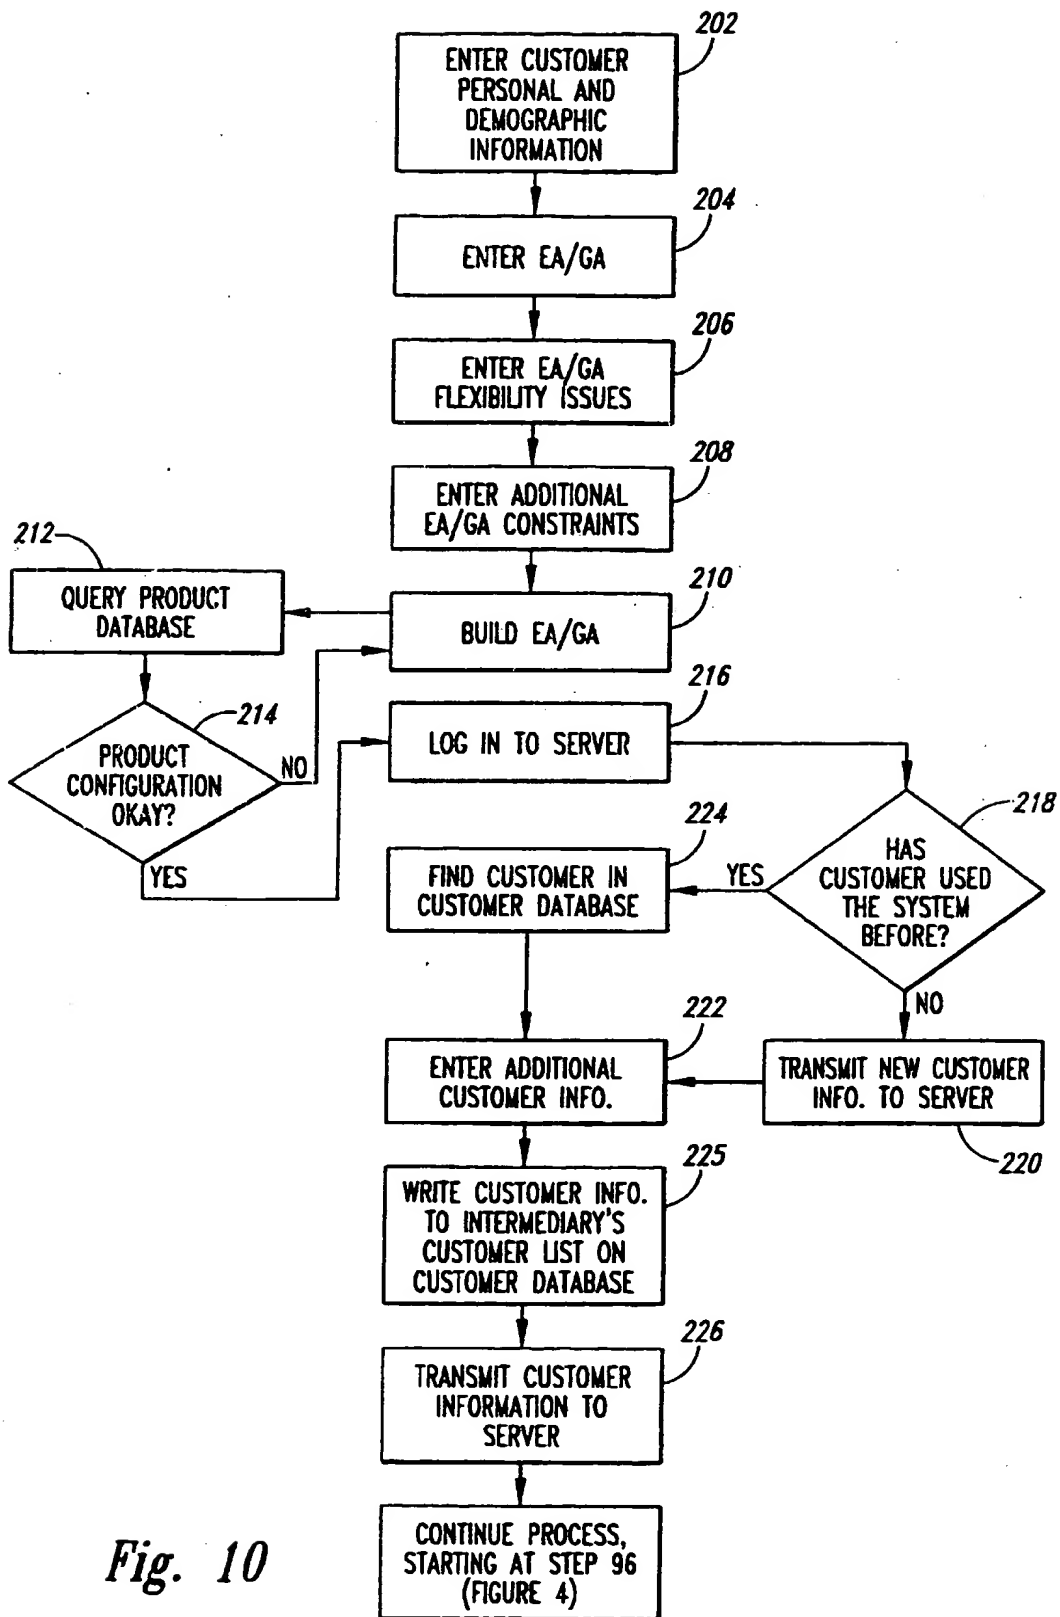 202
ENTER CUSTOMER
PERSONAL AND
DEMOGRAPHIC
INFORMATION
204
ENTER EA/GA
206
ENTER EA/GA
FLEXIBILITY ISSUES
208
ENTER ADDITIONAL
EA/GA CONSTRAINTS
212
QUERY PRODUCT
DATABASE
210
BUILD EA/GA
214
PRODUCT
CONFIGURATION
OKAY?
NO
YES
216
LOG IN TO SERVER
218
HAS
CUSTOMER USED
THE SYSTEM
BEFORE?
YES
NO
224
FIND CUSTOMER IN
CUSTOMER DATABASE
222
ENTER ADDITIONAL
CUSTOMER INFO.
TRANSMIT NEW CUSTOMER
INFO. TO SERVER
220
225
WRITE CUSTOMER INFO.
TO INTERMEDIARY'S
CUSTOMER LIST ON
CUSTOMER DATABASE
226
TRANSMIT CUSTOMER
INFORMATION TO
SERVER
CONTINUE PROCESS,
STARTING AT STEP 96
(FIGURE 4)
Fig. 10